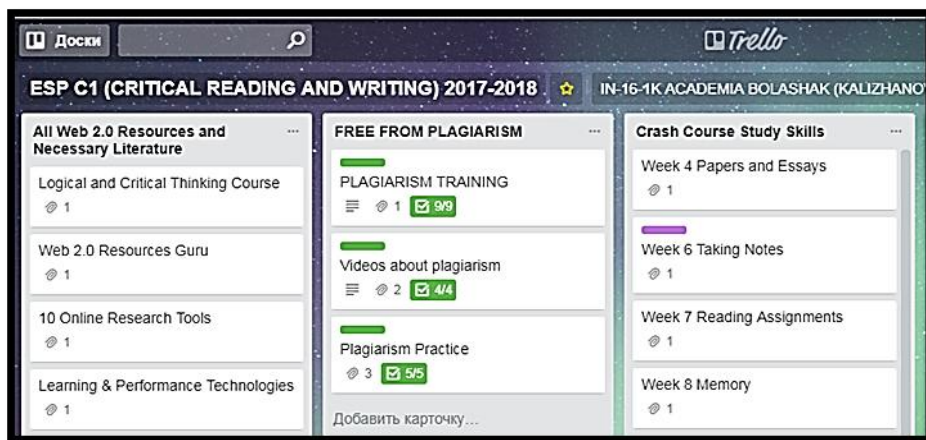 Доски
Trello
ESP C1 (CRITICAL READING AND WRITING) 2017-2018
IN-16-1K ACADEMIA BOLASHAK (KALIZHANO
All Web 2.0 Resources and
Necessary Literature
Logical and Critical Thinking Course
1
Web 2.0 Resources Guru
1
10 Online Research Tools
1
Learning & Performance Technologies
1
FREE FROM PLAGIARISM
PLAGIARISM TRAINING
1 9/9
Videos about plagiarism
2 4/4
Plagiarism Practice
3 5/5
Добавить карточку...
Crash Course Study Skills
Week 4 Papers and Essays
1
Week 6 Taking Notes
1
Week 7 Reading Assignments
1
Week 8 Memory
1